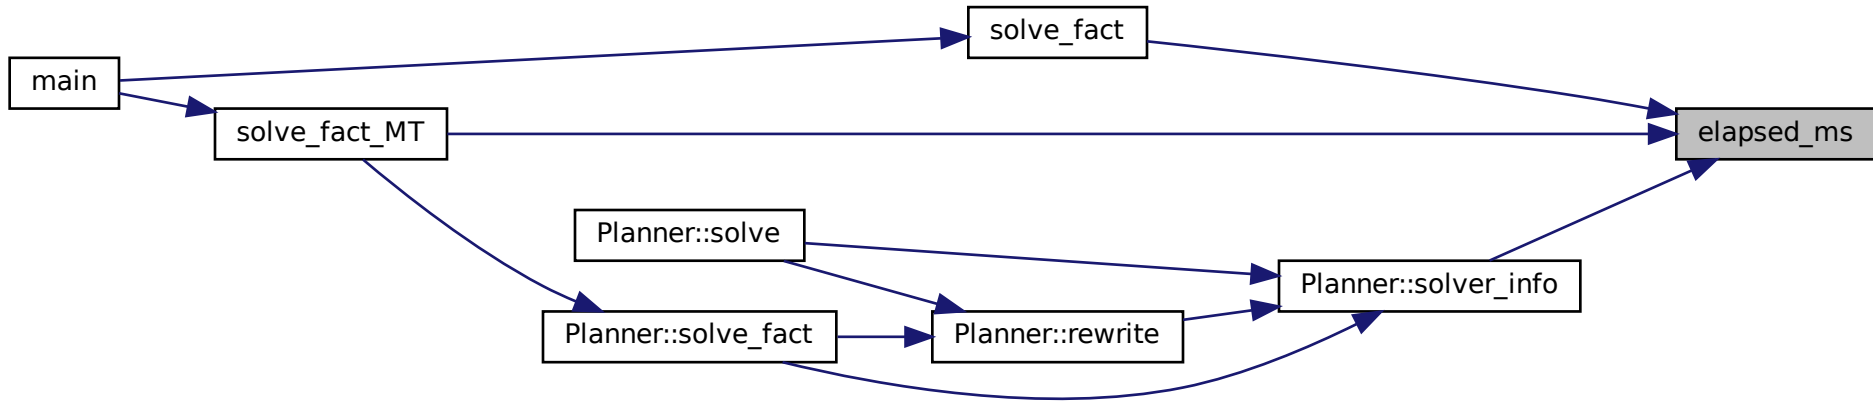 solve_fact
main
solve_fact_MT
elapsed_ms
Planner::solve
Planner::solver_info
Planner::solve_fact
Planner::rewrite